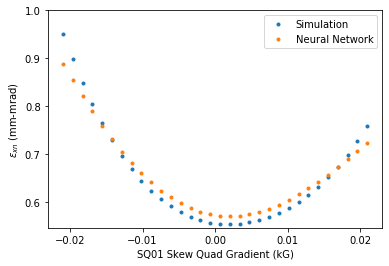 1.0
0.9
0.8
0.7
0.6
ε_xn (mm-mrad)
Simulation
Neural Network
−0.02 −0.01 0.00 0.01 0.02
SQ01 Skew Quad Gradient (kG)